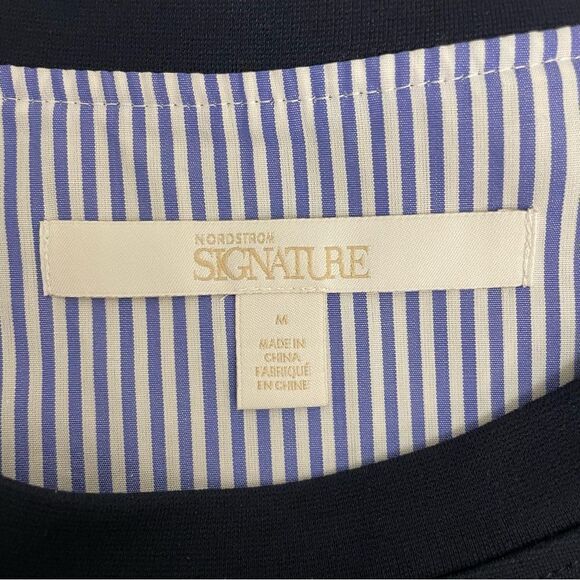 NORDSTROM
SIGNATURE
M
MADE IN
CHINA
FABRIQUÉ
EN CHINE